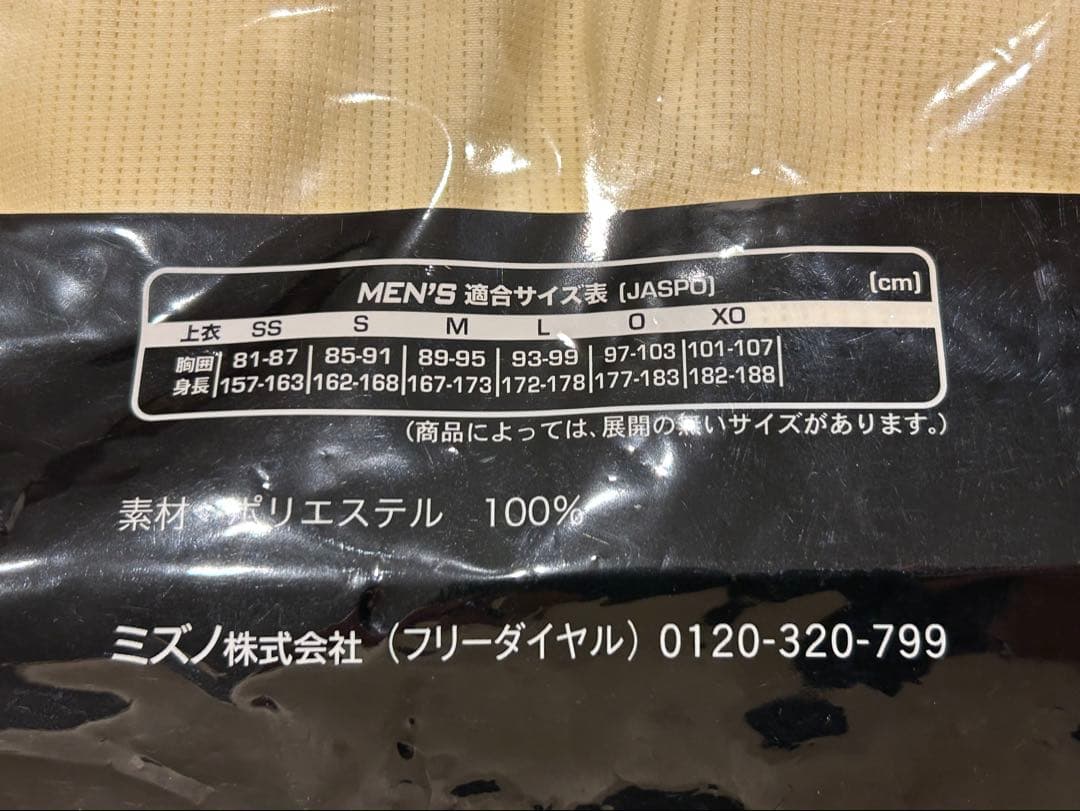 MEN'S 適合サイズ表 (JASPO) (cm)
上衣 SS S M L O XO
胸囲 81-87 85-91 89-95 93-99 97-103 101-107
身長 157-163 162-168 167-173 172-178 177-183 182-188
(商品によっては、展開の無いサイズがあります。)
素材 ポリエステル 100%
ミズノ株式会社 (フリーダイヤル) 0120-320-799